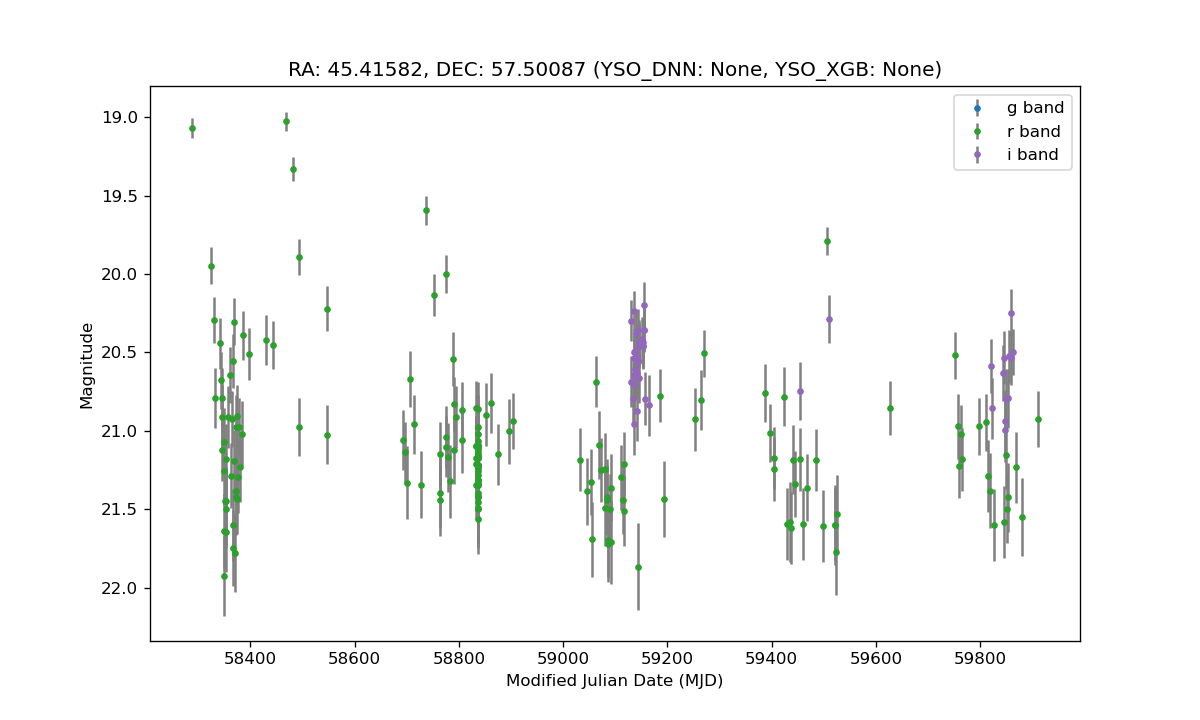 RA: 45.41582, DEC: 57.50087 (YSO_DNN: None, YSO_XGB: None)
g band
r band
i band
19.0
19.5
20.0
20.5
21.0
21.5
22.0
Magnitude
58400 58600 58800 59000 59200 59400 59600 59800
Modified Julian Date (MJD)